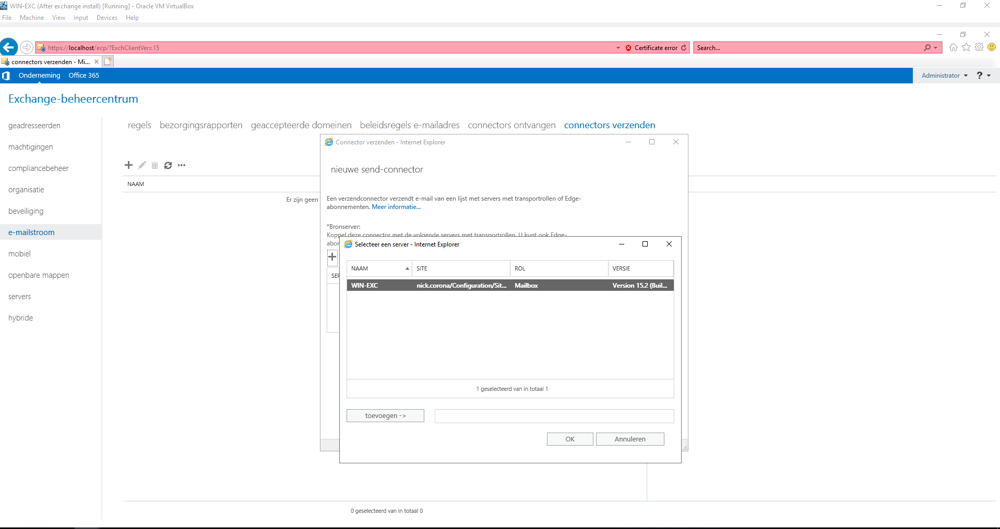 WIN-EXC (After exchange install) [Running] - Oracle VM VirtualBox
File Machine View Input Devices Help
https://localhost/ecp/?ExchClientVer=15 Certificate error Search...
connectors verzenden - Mi...
Onderneming Office 365 Administrator ?
Exchange-beheercentrum
geadresseerden
machtigingen
compliancebeheer
organisatie
beveiliging
e-mailstroom
mobiel
openbare mappen
servers
hybride
regels bezorgingsrapporten geaccepteerde domeinen beleidsregels e-mailadres connectors ontvangen connectors verzenden
NAAM
Er zijn geen
0 geselecteerd van in totaal 0
Connector verzenden - Internet Explorer
nieuwe send-connector
Een verzendconnector verzendt e-mail van een lijst met servers met transportrollen of Edge-
abonnementen. Meer informatie...
*Bronserver:
Koppel deze connector met de volgende servers met transportrollen. U kunt ook Edge-
abor
SER
Selecteer een server - Internet Explorer
NAAM SITE ROL VERSIE
WIN-EXC nick.corona/Configuration/Sit... Mailbox Version 15.2 (Buil...
1 geselecteerd van in totaal 1
toevoegen ->
OK Annuleren